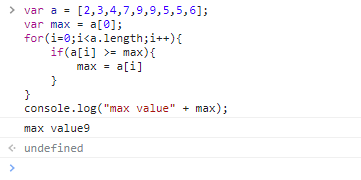 var a = [2,3,4,7,9,9,5,5,6];
var max = a[0];
for(i=0;i<a.length;i++){
    if(a[i] >= max){
        max = a[i]
    }
}
console.log("max value" + max);
max value9
undefined